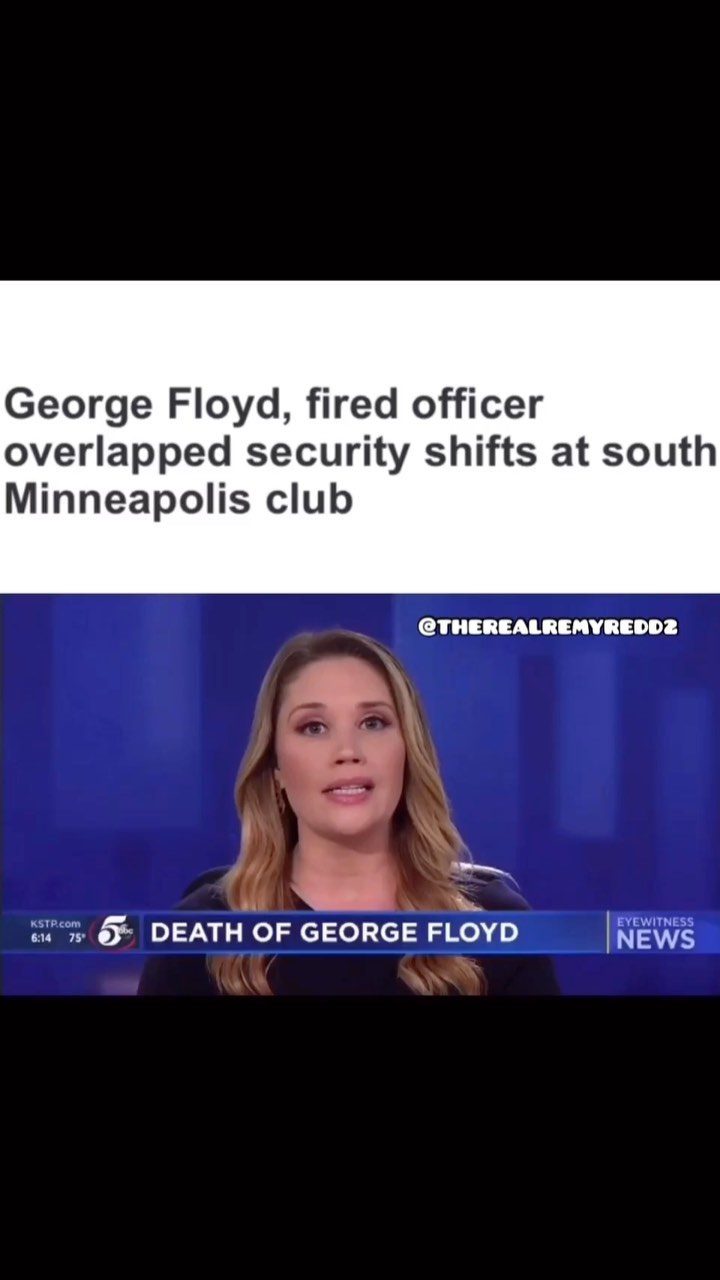 George Floyd, fired officer
overlapped security shifts at south
Minneapolis club
@THEREALREMYREDD2
KSTP.com
6:14 75°
5 abc
DEATH OF GEORGE FLOYD
EYEWITNESS
NEWS